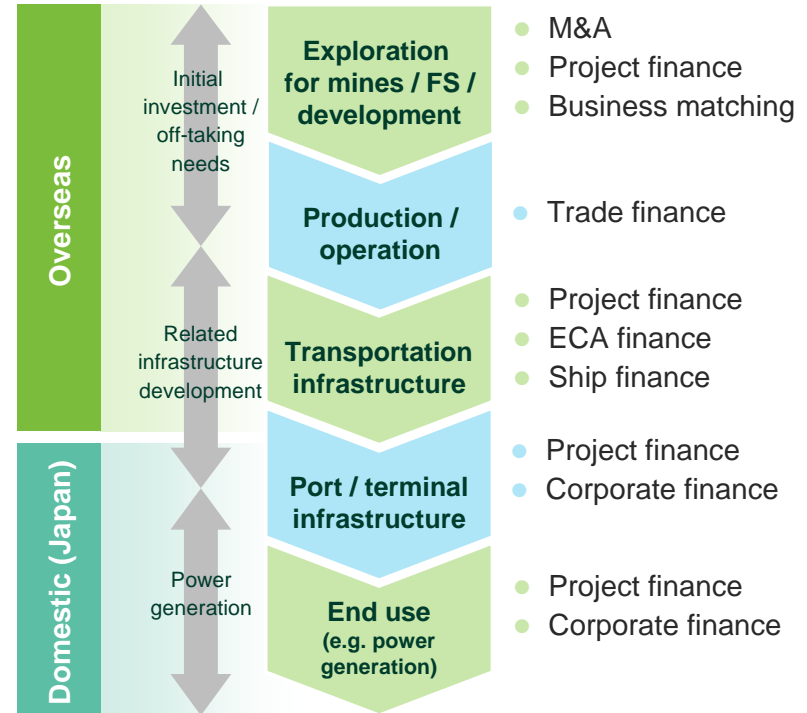 Overseas
Initial
investment /
off-taking
needs
Exploration
for mines / FS /
development
M&A
Project finance
Business matching
Production /
operation
Trade finance
Related
infrastructure
development
Transportation
infrastructure
Project finance
ECA finance
Ship finance
Domestic (Japan)
Port / terminal
infrastructure
Project finance
Corporate finance
Power
generation
End use
(e.g. power
generation)
Project finance
Corporate finance